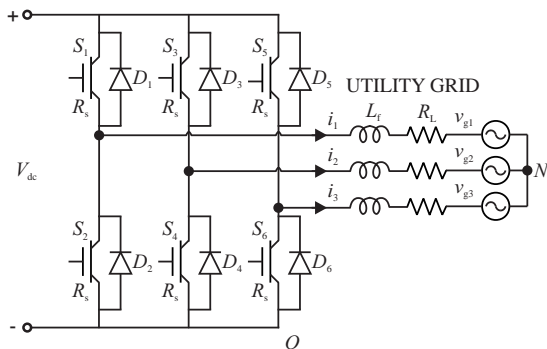 +
S1 S3 S5
D1 D3 D5
Rs Rs Rs
UTILITY GRID
i1 Lf RL vg1
Vdc i2 vg2 N
i3 vg3
S2 S4 S6
D2 D4 D6
Rs Rs Rs
-
O